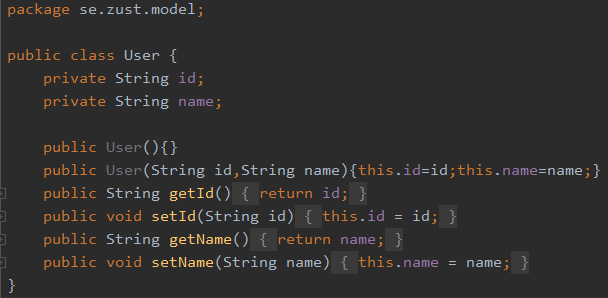 package se.zust.model;
public class User {
private String id;
private String name;
public User(){}
public User(String id,String name){this.id=id;this.name=name;}
public String getId() { return id; }
public void setId(String id) { this.id = id; }
public String getName() { return name; }
public void setName(String name) { this.name = name; }
}